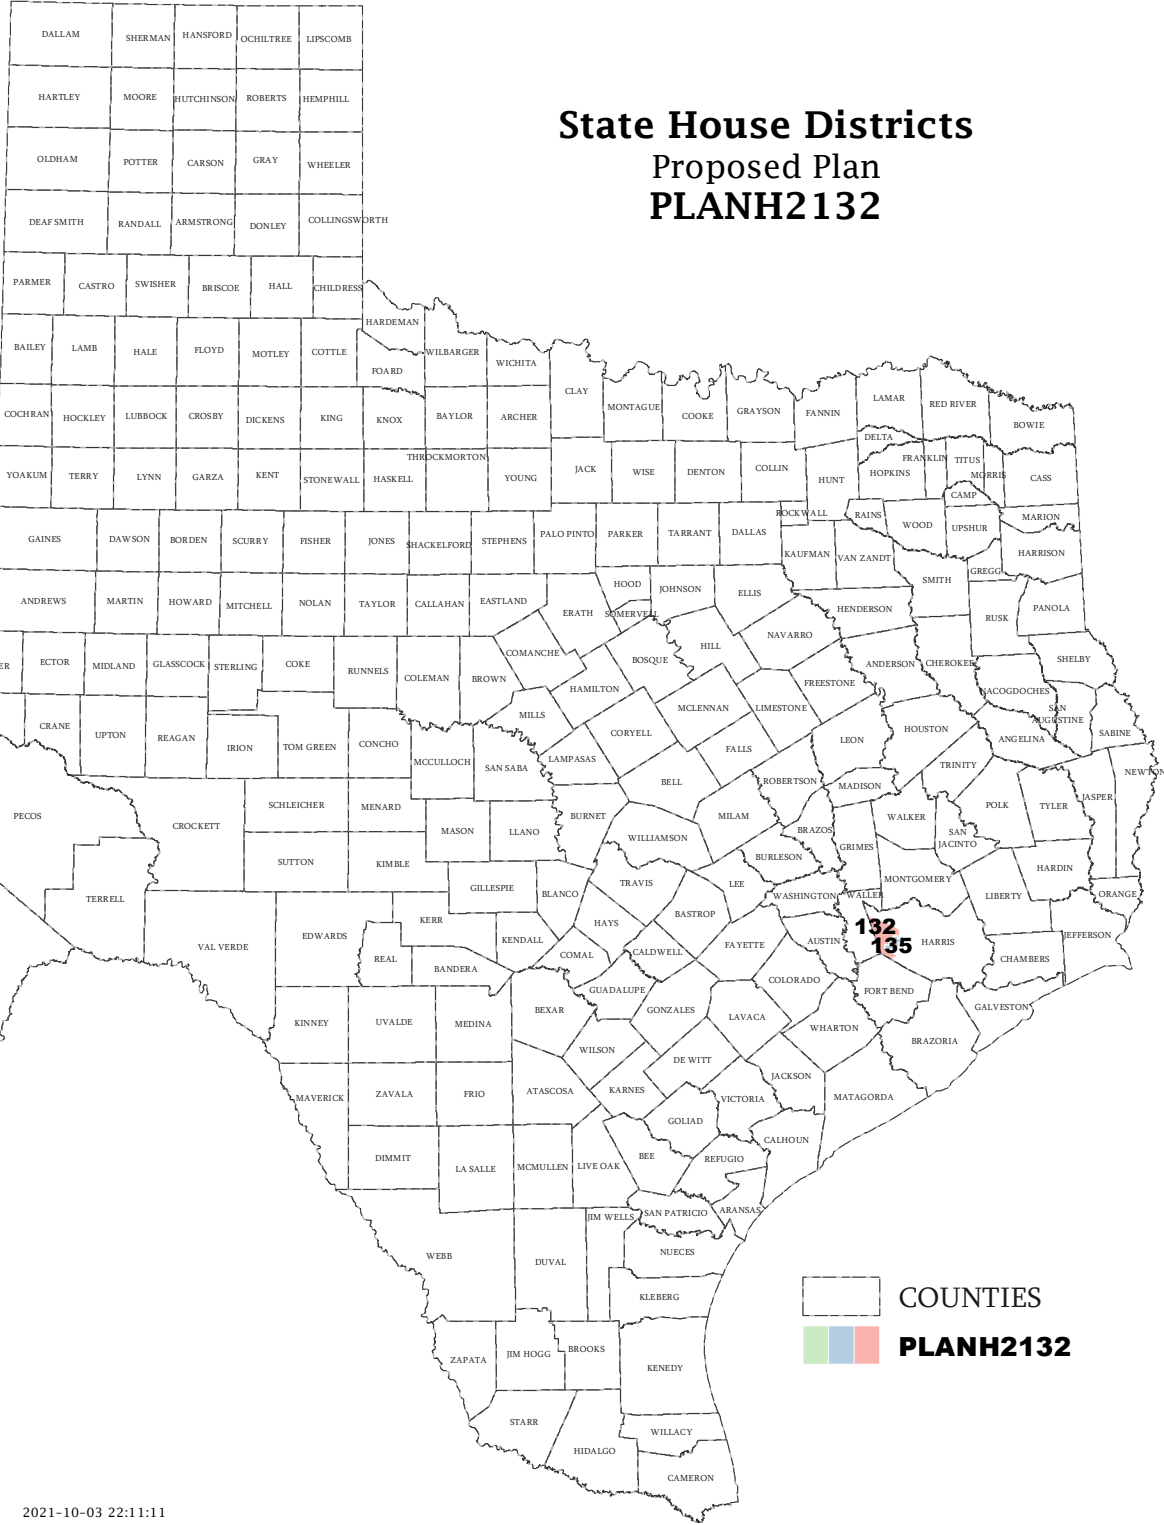 State House Districts
Proposed Plan
PLANH2132
DALLAM
SHERMAN
HANSFORD
OCHILTREE
LIPSCOMB
HARTLEY
MOORE
HUTCHINSON
ROBERTS
HEMPHILL
OLDHAM
POTTER
CARSON
GRAY
WHEELER
DEAF SMITH
RANDALL
ARMSTRONG
DONLEY
COLLINGSWORTH
PARMER
CASTRO
SWISHER
BRISCOE
HALL
CHILDRESS
HARDEMAN
BAILEY
LAMB
HALE
FLOYD
MOTLEY
COTTLE
FOARD
WILBARGER
WICHITA
CLAY
MONTAGUE
COOKE
GRAYSON
FANNIN
LAMAR
RED RIVER
BOWIE
COCHRAN
HOCKLEY
LUBBOCK
CROSBY
DICKENS
KING
KNOX
BAYLOR
ARCHER
DELTA
FRANKLIN
TITUS
MORRIS
CASS
YOAKUM
TERRY
LYNN
GARZA
KENT
STONEWALL
HASKELL
THROCKMORTON
YOUNG
JACK
WISE
DENTON
COLLIN
HUNT
HOPKINS
CAMP
ROCKWALL
RAINS
WOOD
UPSHUR
MARION
GAINES
DAWSON
BORDEN
SCURRY
FISHER
JONES
SHACKELFORD
STEPHENS
PALO PINTO
PARKER
TARRANT
DALLAS
KAUFMAN
VAN ZANDT
SMITH
GREGG
HARRISON
ANDREWS
MARTIN
HOWARD
MITCHELL
NOLAN
TAYLOR
CALLAHAN
EASTLAND
ERATH
HOOD
SOMERVELL
JOHNSON
ELLIS
HENDERSON
RUSK
PANOLA
ER
ECTOR
MIDLAND
GLASSCOCK
STERLING
COKE
RUNNELS
COLEMAN
BROWN
COMANCHE
HAMILTON
BOSQUE
HILL
NAVARRO
FREESTONE
ANDERSON
CHEROKEE
NACOGDOCHES
SHELBY
SAN
AUGUSTINE
SABINE
CRANE
UPTON
REAGAN
IRION
TOM GREEN
CONCHO
MCCULLOCH
SAN SABA
MILLS
LAMPASAS
CORYELL
MCLENNAN
LIMESTONE
FALLS
LEON
HOUSTON
ANGELINA
TRINITY
NEWTON
PECOS
CROCKETT
SCHLEICHER
MENARD
MASON
LLANO
BURNET
BELL
MILAM
ROBERTSON
MADISON
BRAZOS
GRIMES
WALKER
SAN
JACINTO
POLK
TYLER
JASPER
SUTTON
KIMBLE
WILLIAMSON
BURLESON
MONTGOMERY
LIBERTY
HARDIN
ORANGE
TERRELL
VAL VERDE
EDWARDS
KERR
GILLESPIE
BLANCO
TRAVIS
LEE
WASHINGTON
WALLER
REAL
BANDERA
KENDALL
COMAL
HAYS
CALDWELL
BASTROP
FAYETTE
AUSTIN
132
135
HARRIS
CHAMBERS
JEFFERSON
KINNEY
UVALDE
MEDINA
BEXAR
GUADALUPE
GONZALES
LAVACA
COLORADO
WHARTON
FORT BEND
GALVESTON
BRAZORIA
WILSON
DE WITT
JACKSON
MATAGORDA
MAVERICK
ZAVALA
FRIO
ATASCOSA
KARNES
GOLIAD
VICTORIA
CALHOUN
DIMMIT
LA SALLE
MCMULLEN
LIVE OAK
BEE
REFUGIO
ARANSAS
SAN PATRICIO
JIM WELLS
WEBB
DUVAL
NUECES
KLEBERG
ZAPATA
JIM HOGG
BROOKS
KENEDY
STARR
HIDALGO
WILLACY
CAMERON
COUNTIES
PLANH2132
2021-10-03 22:11:11